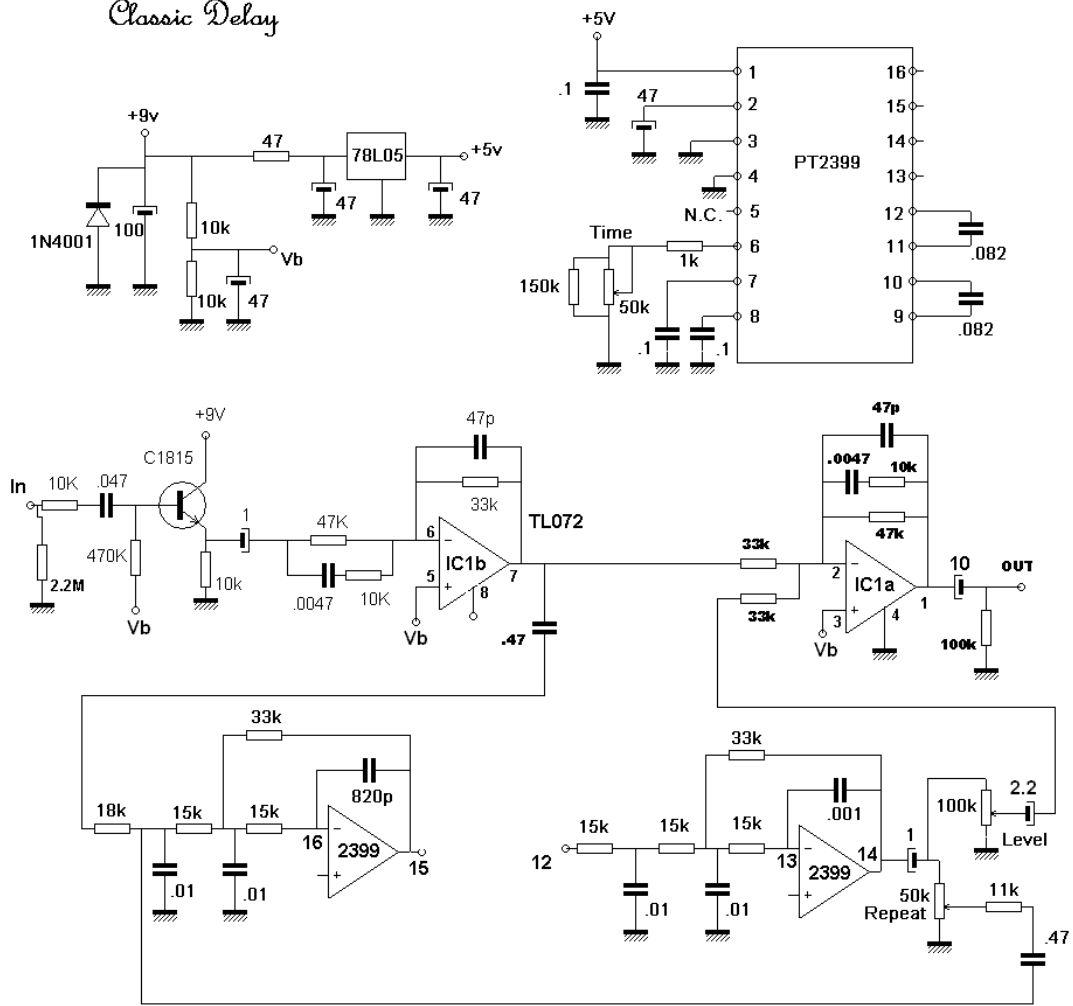 Classic Delay
+9v
47
78L05
+5v
1N4001
100
10k
47
47
Vb
10k
47
+5V
.1
47
1
2
3
4
N.C.
5
6
7
8
PT2399
16
15
14
13
12
11
10
9
.082
.082
Time
1k
150k
50k
.1
.1
+9V
C1815
In
10K
.047
2.2M
470K
Vb
10k
1
47K
.0047
10K
47p
33k
6
IC1b
5
7
8
Vb
TL072
.47
33k
33k
47p
.0047
10k
47k
2
IC1a
3
1
4
Vb
10
OUT
100k
33k
820p
18k
15k
15k
16
2399
15
.01
.01
33k
.001
12
15k
15k
15k
13
2399
14
.01
.01
1
100k
2.2
Level
50k
Repeat
11k
.47